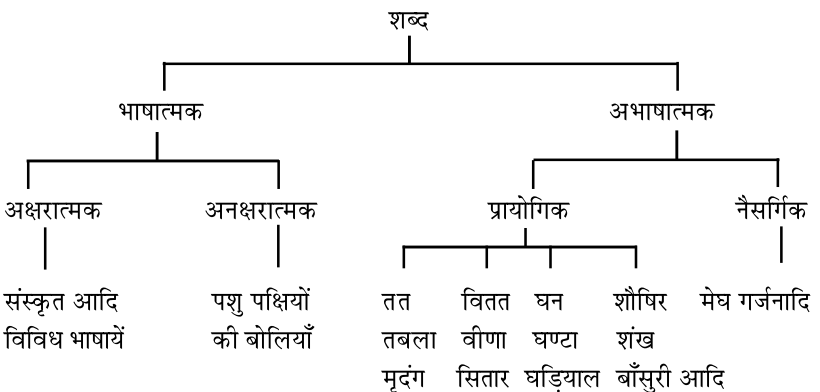 शब्द
भाषात्मक अभाषात्मक
अक्षरात्मक अनक्षरात्मक प्रायोगिक नैसर्गिक
संस्कृत आदि पशु पक्षियों तत वितत घन शौषिर मेघ गर्जनादि
विविध भाषायें की बोलियाँ तबला वीणा घण्टा शंख
मृदंग सितार घड़ियाल बाँसुरी आदि